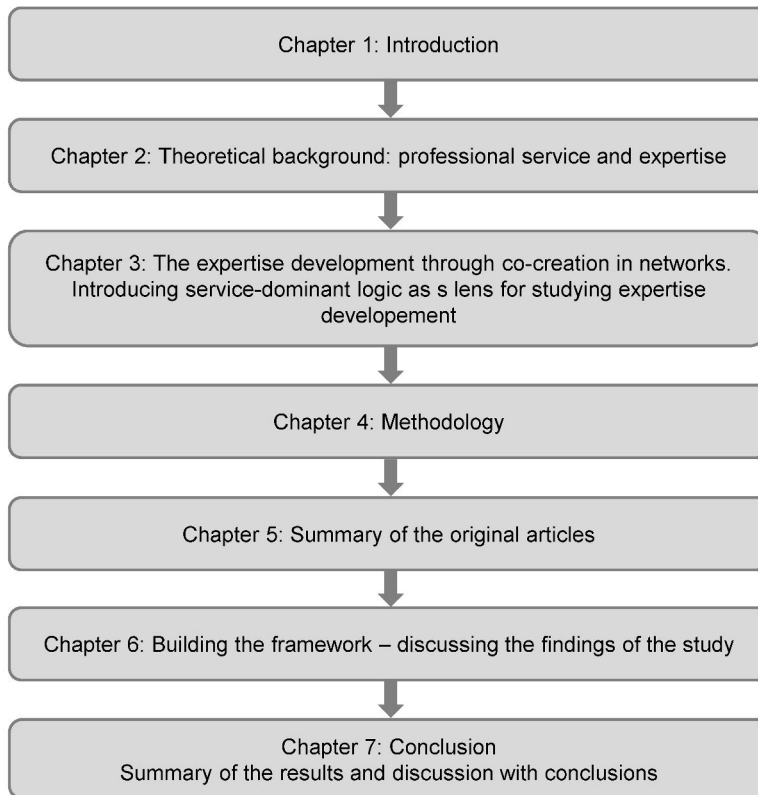 Chapter 1: Introduction
Chapter 2: Theoretical background: professional service and expertise
Chapter 3: The expertise development through co-creation in networks.
Introducing service-dominant logic as s lens for studying expertise
developement
Chapter 4: Methodology
Chapter 5: Summary of the original articles
Chapter 6: Building the framework – discussing the findings of the study
Chapter 7: Conclusion
Summary of the results and discussion with conclusions